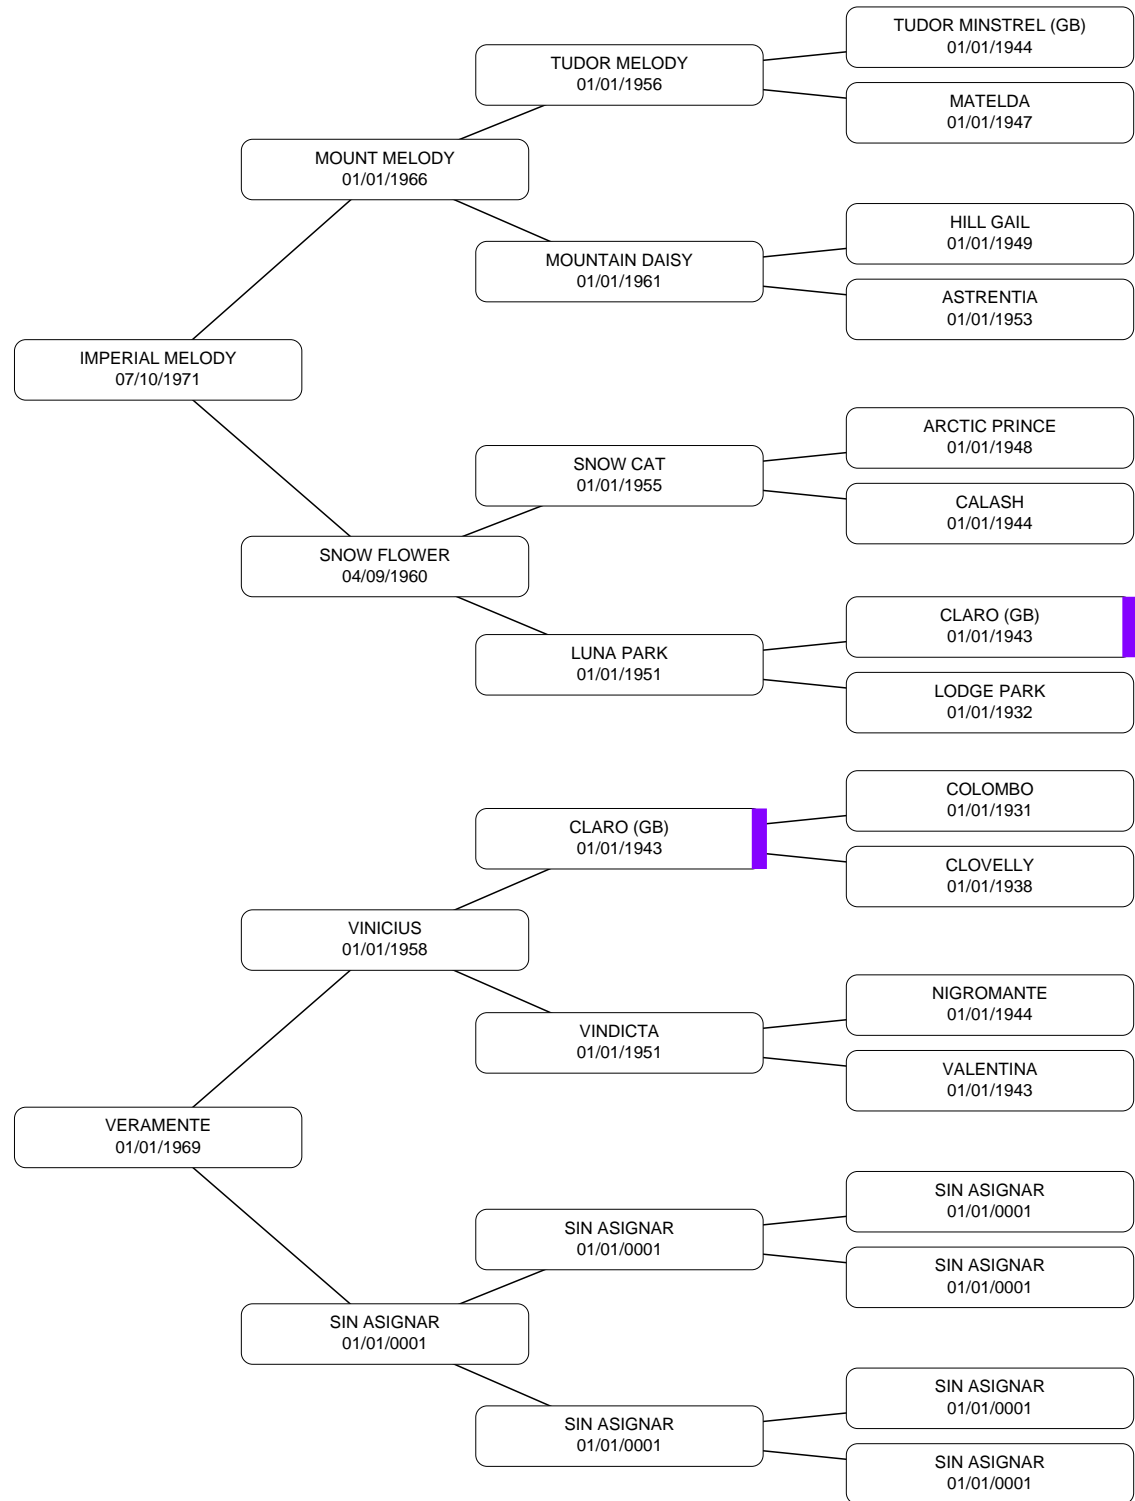 TUDOR MINSTREL (GB)
01/01/1944
TUDOR MELODY
01/01/1956
MATELDA
01/01/1947
MOUNT MELODY
01/01/1966
HILL GAIL
01/01/1949
MOUNTAIN DAISY
01/01/1961
ASTRENTIA
01/01/1953
IMPERIAL MELODY
07/10/1971
ARCTIC PRINCE
01/01/1948
SNOW CAT
01/01/1955
CALASH
01/01/1944
SNOW FLOWER
04/09/1960
CLARO (GB)
01/01/1943
LUNA PARK
01/01/1951
LODGE PARK
01/01/1932
COLOMBO
01/01/1931
CLARO (GB)
01/01/1943
CLOVELLY
01/01/1938
VINICIUS
01/01/1958
NIGROMANTE
01/01/1944
VINDICTA
01/01/1951
VALENTINA
01/01/1943
VERAMENTE
01/01/1969
SIN ASIGNAR
01/01/0001
SIN ASIGNAR
01/01/0001
SIN ASIGNAR
01/01/0001
SIN ASIGNAR
01/01/0001
SIN ASIGNAR
01/01/0001
SIN ASIGNAR
01/01/0001
SIN ASIGNAR
01/01/0001